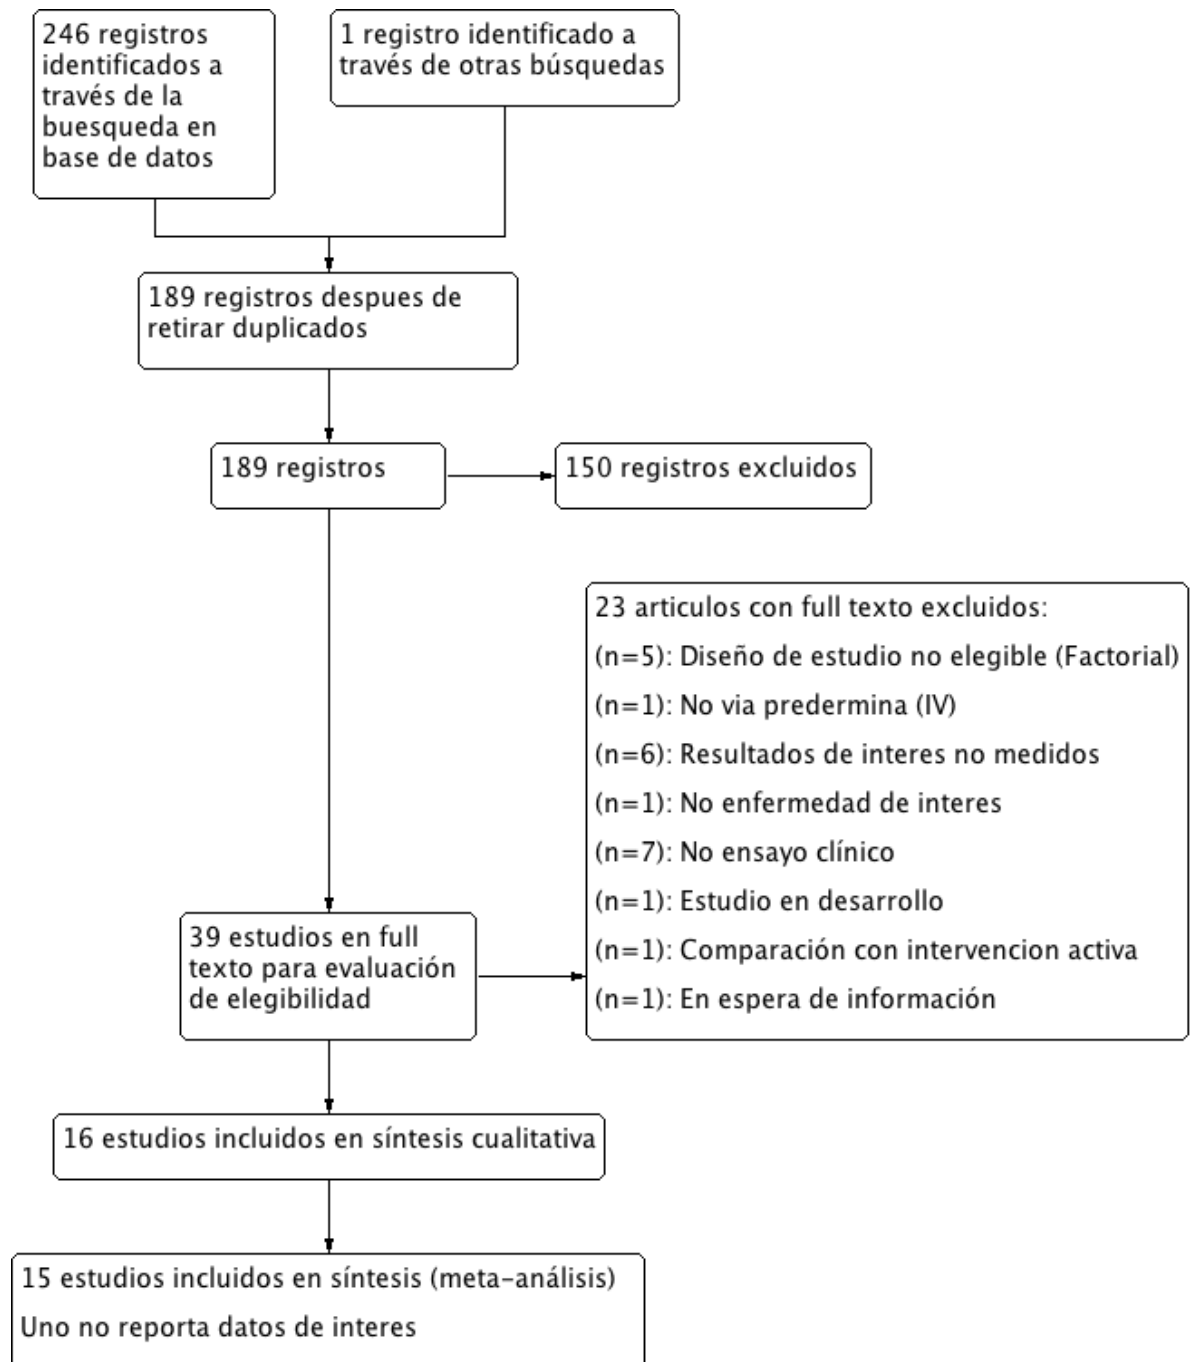 246 registros
identificados a
través de la
buesqueda en
base de datos
1 registro identificado a
través de otras búsquedas
189 registros despues de
retirar duplicados
189 registros
150 registros excluidos
23 articulos con full texto excluidos:
(n=5): Diseño de estudio no elegible (Factorial)
(n=1): No via predermina (IV)
(n=6): Resultados de interes no medidos
(n=1): No enfermedad de interes
(n=7): No ensayo clínico
(n=1): Estudio en desarrollo
(n=1): Comparación con intervencion activa
(n=1): En espera de información
39 estudios en full
texto para evaluación
de elegibilidad
16 estudios incluidos en síntesis cualitativa
15 estudios incluidos en síntesis (meta-análisis)
Uno no reporta datos de interes